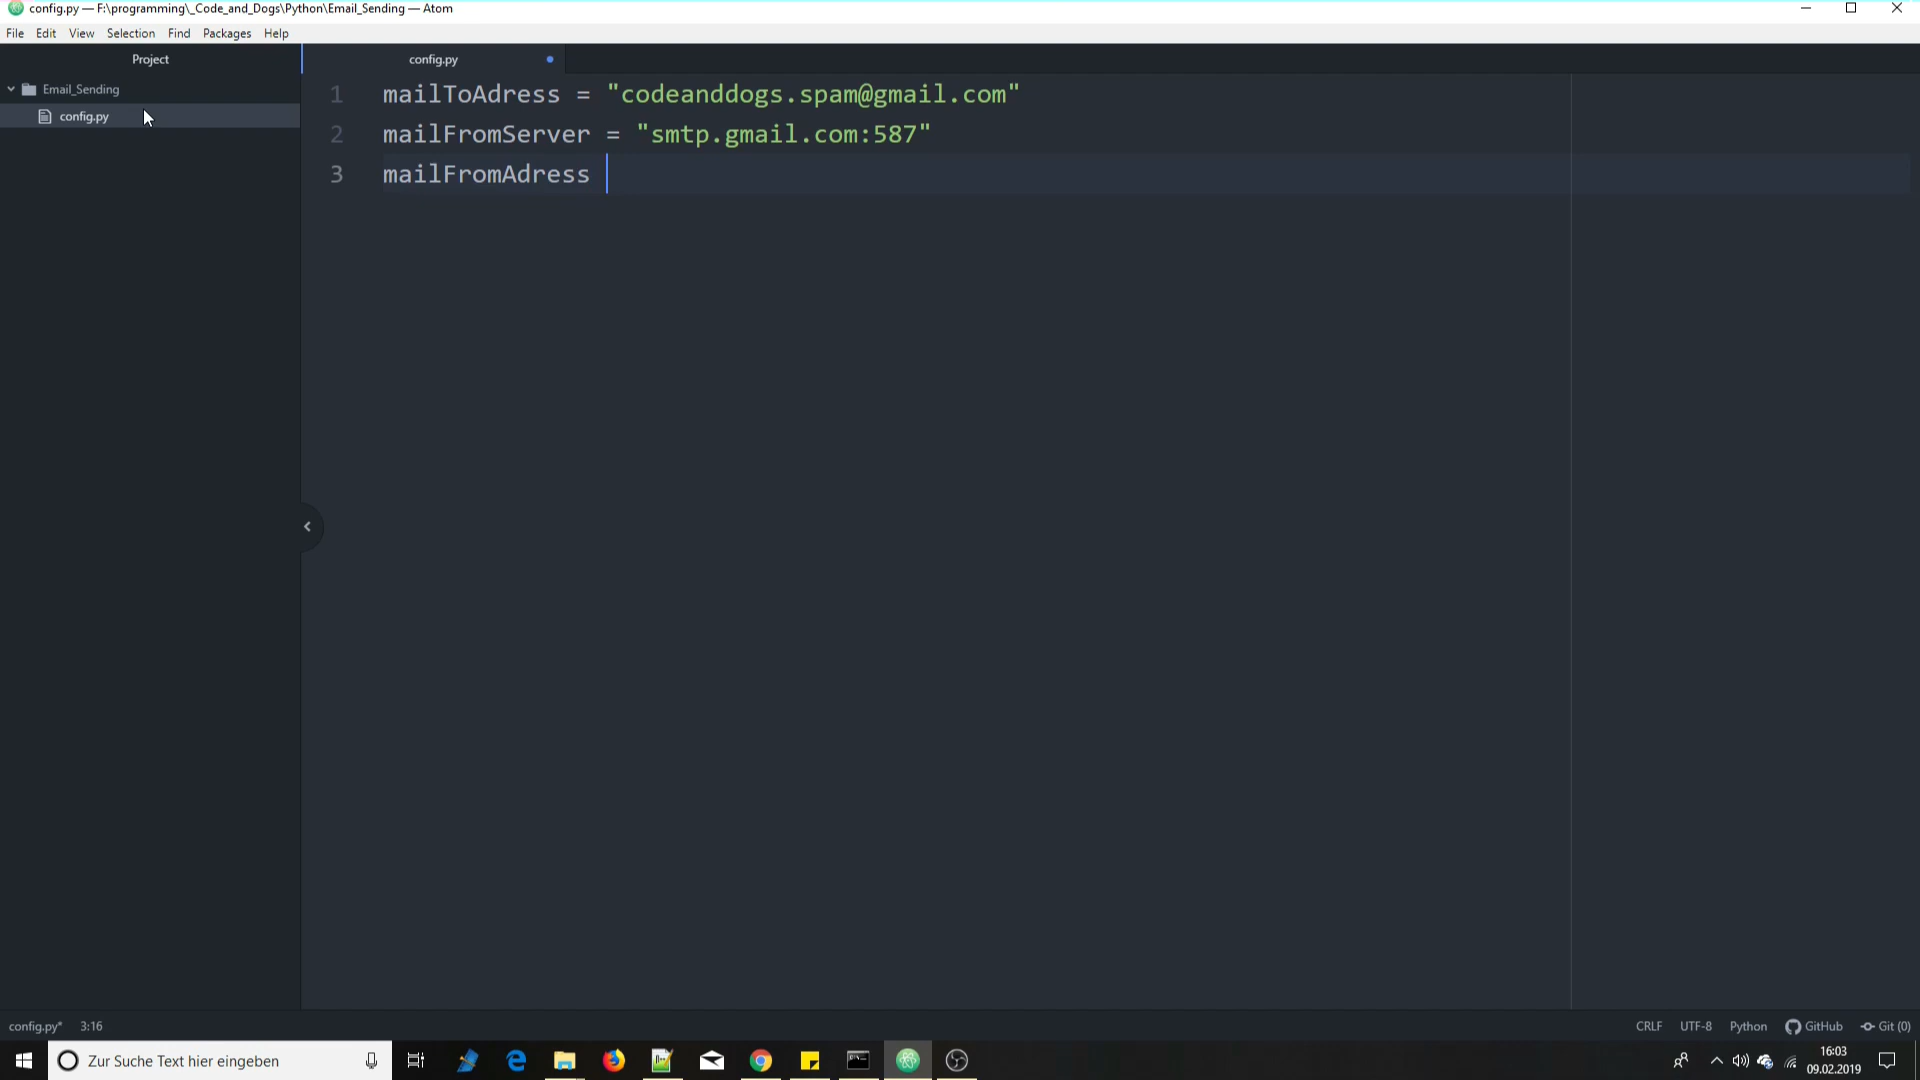 config.py — F:\programming\_Code_and_Dogs\Python\Email_Sending — Atom
File Edit View Selection Find Packages Help
Project
config.py
Email_Sending
config.py
1 mailToAdress = "codeanddogs.spam@gmail.com"
2 mailFromServer = "smtp.gmail.com:587"
3 mailFromAdress
config.py* 3:16
CRLF UTF-8 Python GitHub Git (0)
Zur Suche Text hier eingeben
16:03
09.02.2019